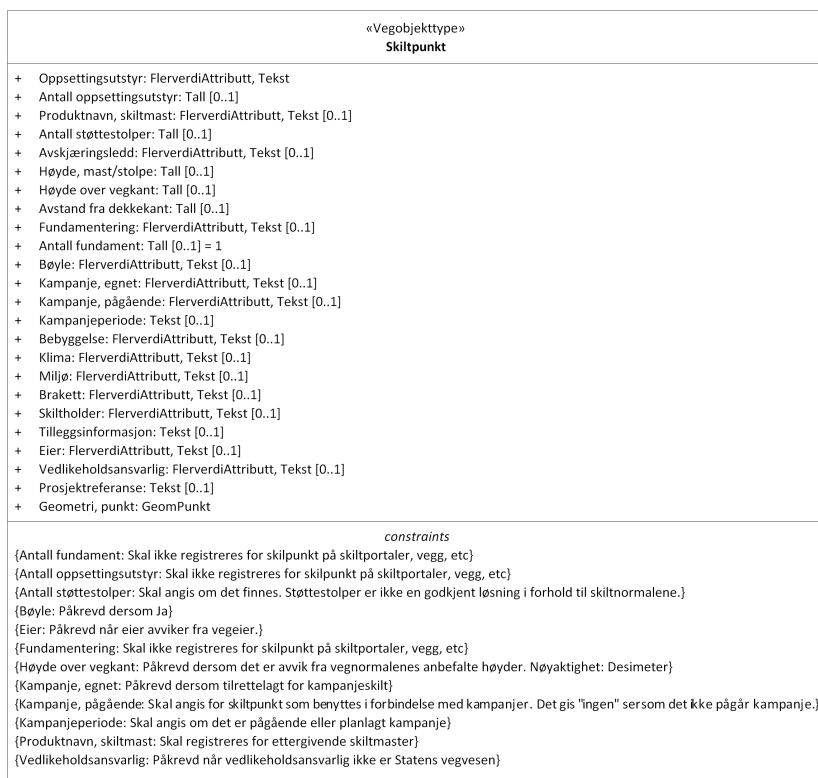 «Vegobjekttype»
Skiltpunkt
+ Oppsettingsutstyr: FlerverdiAttributt, Tekst
+ Antall oppsettingsutstyr: Tall [0..1]
+ Produktnavn, skiltmast: FlerverdiAttributt, Tekst [0..1]
+ Antall støttestolper: Tall [0..1]
+ Avskjæringsledd: FlerverdiAttributt, Tekst [0..1]
+ Høyde, mast/stolpe: Tall [0..1]
+ Høyde over vegkant: Tall [0..1]
+ Avstand fra dekkekant: Tall [0..1]
+ Fundamentering: FlerverdiAttributt, Tekst [0..1]
+ Antall fundament: Tall [0..1] = 1
+ Bøyle: FlerverdiAttributt, Tekst [0..1]
+ Kampanje, egnet: FlerverdiAttributt, Tekst [0..1]
+ Kampanje, pågående: FlerverdiAttributt, Tekst [0..1]
+ Kampanjeperiode: Tekst [0..1]
+ Bebyggelse: FlerverdiAttributt, Tekst [0..1]
+ Klima: FlerverdiAttributt, Tekst [0..1]
+ Miljø: FlerverdiAttributt, Tekst [0..1]
+ Brakett: FlerverdiAttributt, Tekst [0..1]
+ Skiltholder: FlerverdiAttributt, Tekst [0..1]
+ Tilleggsinformasjon: Tekst [0..1]
+ Eier: FlerverdiAttributt, Tekst [0..1]
+ Vedlikeholdsansvarlig: FlerverdiAttributt, Tekst [0..1]
+ Prosjektreferanse: Tekst [0..1]
+ Geometri, punkt: GeomPunkt
constraints
{Antall fundament: Skal ikke registreres for skilpunkt på skiltportaler, vegg, etc}
{Antall oppsettingsutstyr: Skal ikke registreres for skilpunkt på skiltportaler, vegg, etc}
{Antall støttestolper: Skal angis om det finnes. Støttestolper er ikke en godkjent løsning i forhold til skiltnormalene.}
{Bøyle: Påkrevd dersom Ja}
{Eier: Påkrevd når eier avviker fra vegeier.}
{Fundamentering: Skal ikke registreres for skilpunkt på skiltportaler, vegg, etc}
{Høyde over vegkant: Påkrevd dersom det er avvik fra vegnormalenes anbefalte høyder. Nøyaktighet: Desimeter}
{Kampanje, egnet: Påkrevd dersom tilrettelagt for kampanjeskilt}
{Kampanje, pågående: Skal angis for skiltpunkt som benyttes i forbindelse med kampanjer. Det gis "ingen" sersom det ikke pågår kampanje.}
{Kampanjeperiode: Skal angis om det er pågående eller planlagt kampanje}
{Produktnavn, skiltmast: Skal registreres for ettergivende skiltmaster}
{Vedlikeholdsansvarlig: Påkrevd når vedlikeholdsansvarlig ikke er Statens vegvesen}